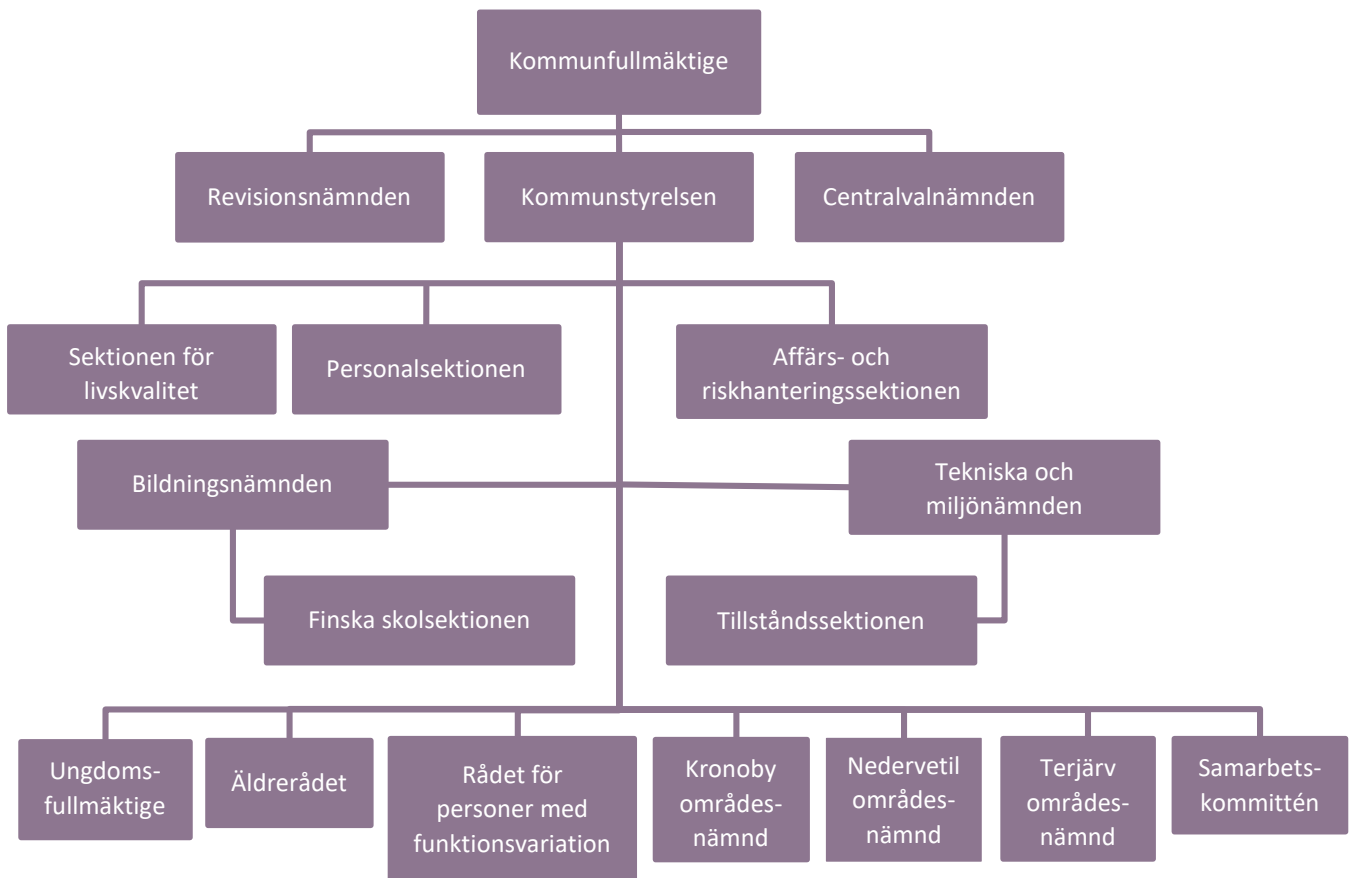 Kommunfullmäktige
Revisionsnämnden
Kommunstyrelsen
Centralvalnämnden
Sektionen för
livskvalitet
Personalsektionen
Affärs- och
riskhanteringssektionen
Bildningsnämnden
Tekniska och
miljönämnden
Finska skolsektionen
Tillståndssektionen
Ungdoms-
fullmäktige
Äldrerådet
Rådet för
personer med
funktionsvariation
Kronoby
områdes-
nämnd
Nedervetil
områdes-
nämnd
Terjärv
områdes-
nämnd
Samarbets-
kommittén